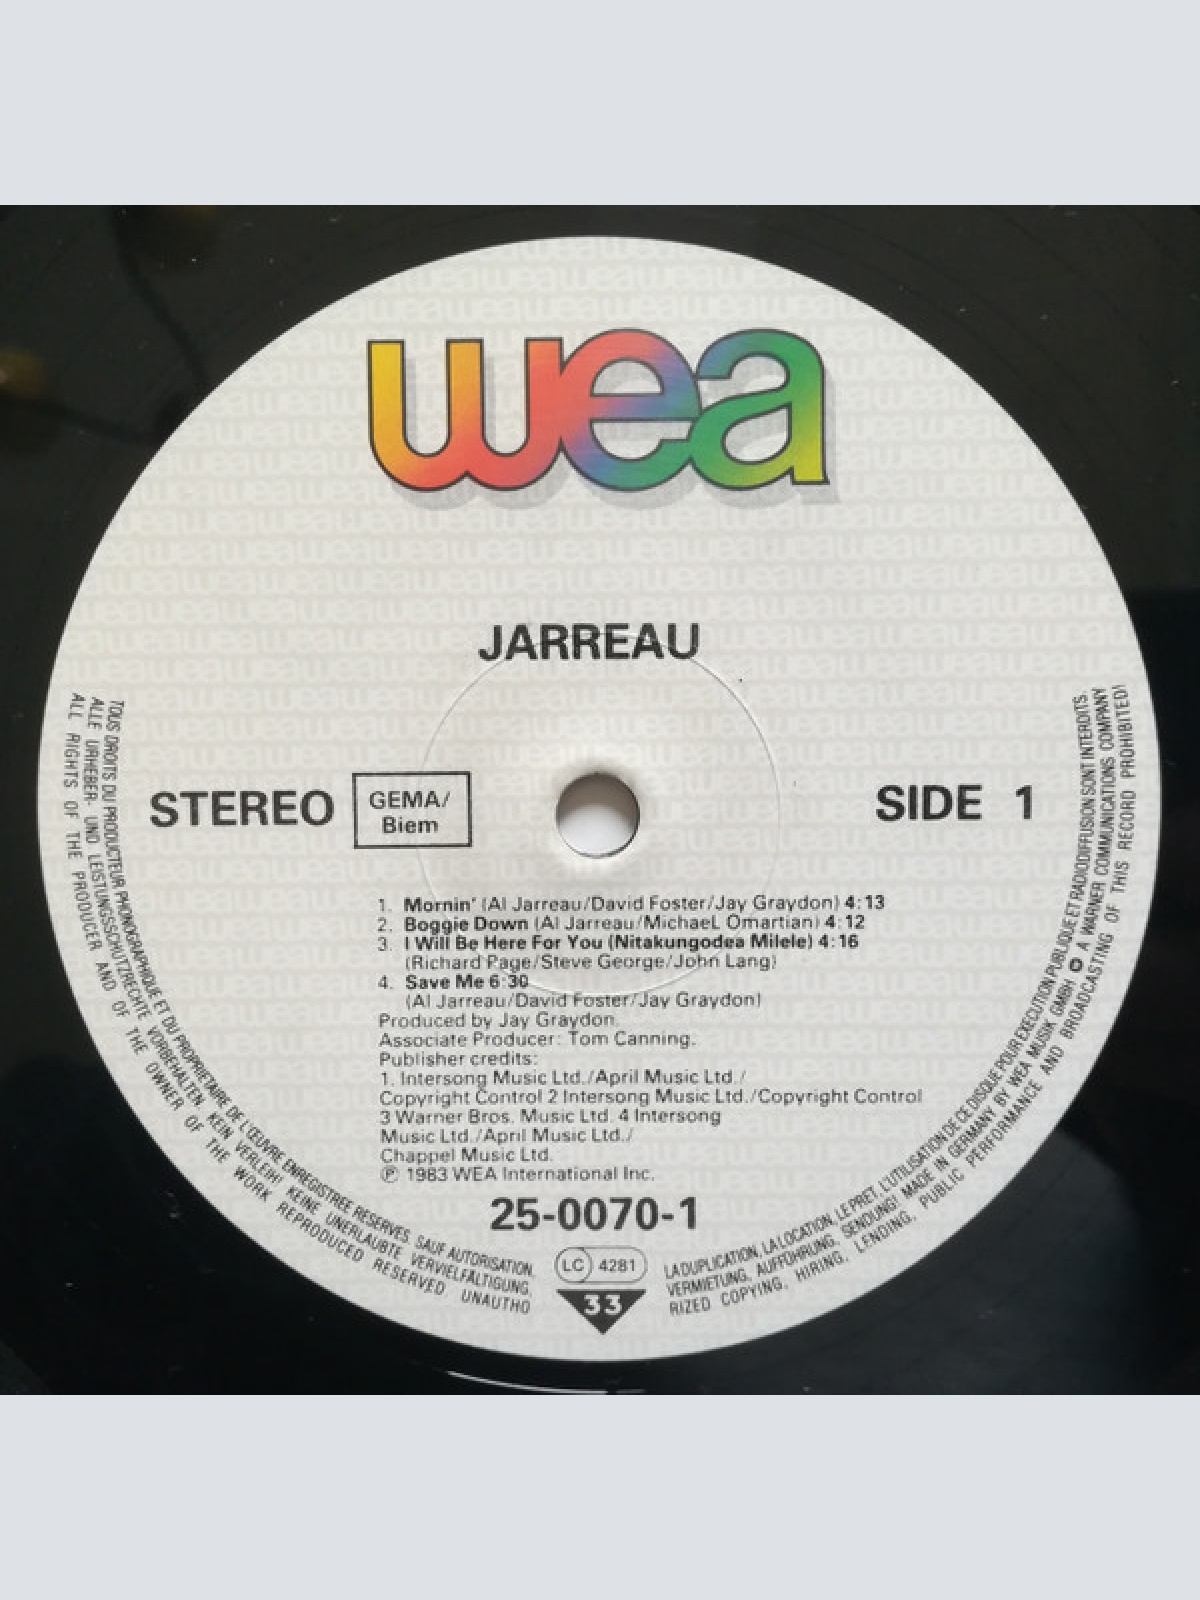 wea
JARREAU
STEREO
GEMA/
Biem
SIDE 1
1. Mornin' (Al Jarreau/David Foster/Jay Graydon) 4:13
2. Boggie Down (Al Jarreau/MichaeL Omartian) 4:12
3. I Will Be Here For You (Nitakungodea Milele) 4:16
(Richard Page/Steve George/John Lang)
4. Save Me 6:30
(Al Jarreau/David Foster/Jay Graydon)
Produced by Jay Graydon.
Associate Producer: Tom Canning.
Publisher credits:
1. Intersong Music Ltd./April Music Ltd./
Copyright Control 2 Intersong Music Ltd./Copyright Control
3 Warner Bros. Music Ltd. 4 Intersong
Music Ltd./April Music Ltd./
Chappel Music Ltd.
℗ 1983 WEA International Inc.
25-0070-1
LC 4281
33
TOUS DROITS DU PRODUCTEUR PHONOGRAPHIQUE ET DU PROPRIETAIRE DE L'ŒUVRE ENREGISTREE RESERVES. SAUF AUTORISATION, LA DUPLICATION, LA LOCATION, LE PRET, L'UTILISATION DE CE DISQUE POUR EXECUTION PUBLIQUE ET RADIODIFFUSION SONT INTERDITS.
ALLE URHEBER- UND LEISTUNGSSCHUTZRECHTE VORBEHALTEN. KEIN VERLEIH! KEINE UNERLAUBTE VERVIELFÄLTIGUNG, VERMIETUNG, AUFFÜHRUNG, SENDUNG! MADE IN GERMANY BY WEA MUSIK GMBH A WARNER COMMUNICATIONS COMPANY
ALL RIGHTS OF THE PRODUCER AND OF THE OWNER OF THE WORK REPRODUCED RESERVED UNAUTHORIZED COPYING, HIRING, LENDING, PUBLIC PERFORMANCE AND BROADCASTING OF THIS RECORD PROHIBITED!